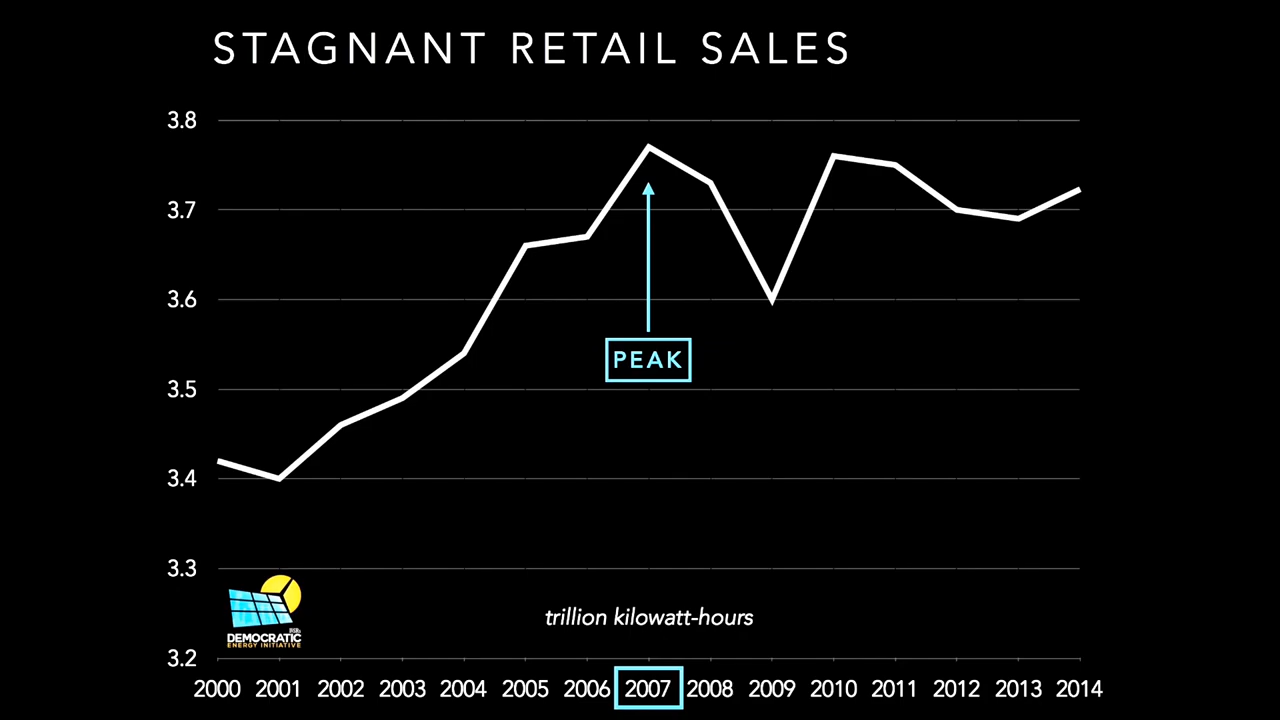 STAGNANT RETAIL SALES
3.8
3.7
3.6
PEAK
3.5
3.4
3.3
trillion kilowatt-hours
DEMOCRATIC
ENERGY INITIATIVE
3.2
2000 2001 2002 2003 2004 2005 2006 2007 2008 2009 2010 2011 2012 2013 2014